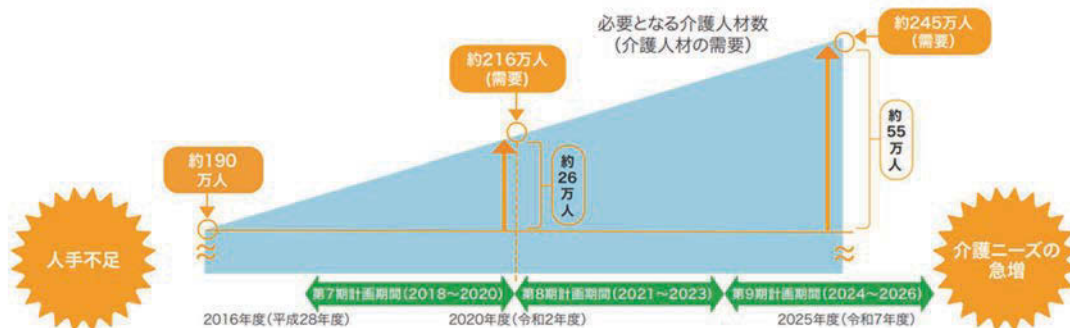 必要となる介護人材数
(介護人材の需要)
約245万人
(需要)
約216万人
(需要)
約190
万人
約
26
万
人
約
55
万
人
人手不足
介護ニーズの
急増
第7期計画期間(2018～2020)
第8期計画期間(2021～2023)
第9期計画期間(2024～2026)
2016年度(平成28年度)
2020年度(令和2年度)
2025年度(令和7年度)